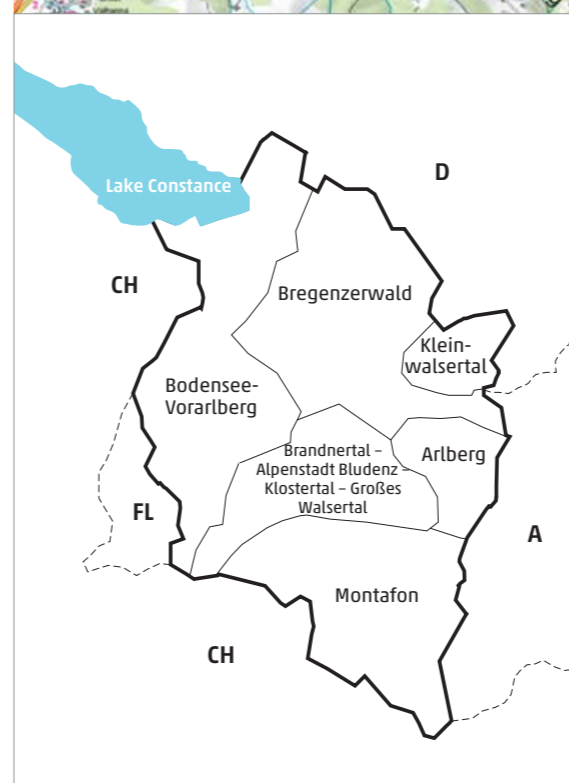 D
Lake Constance
CH
Bregenzerwald
Klein-
walsertal
Bodensee-
Vorarlberg
Brandnertal –
Alpenstadt Bludenz –
Klostertal – Großes
Walsertal
Arlberg
FL
A
Montafon
CH